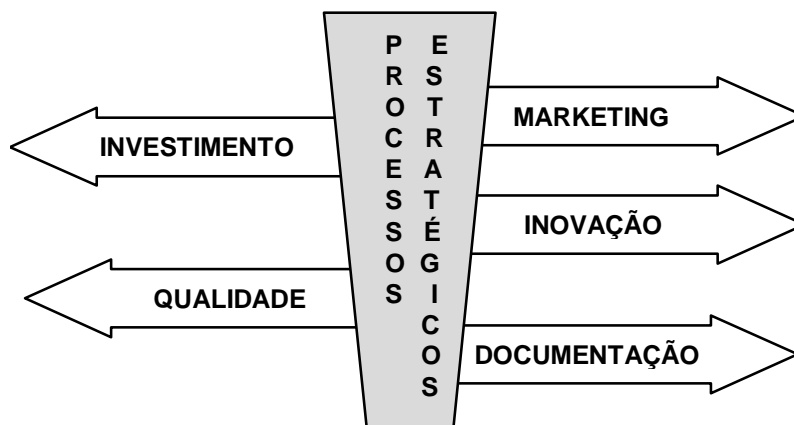 PROCESSOS
ESTRATÉGICOS
MARKETING
INVESTIMENTO
INOVAÇÃO
QUALIDADE
DOCUMENTAÇÃO